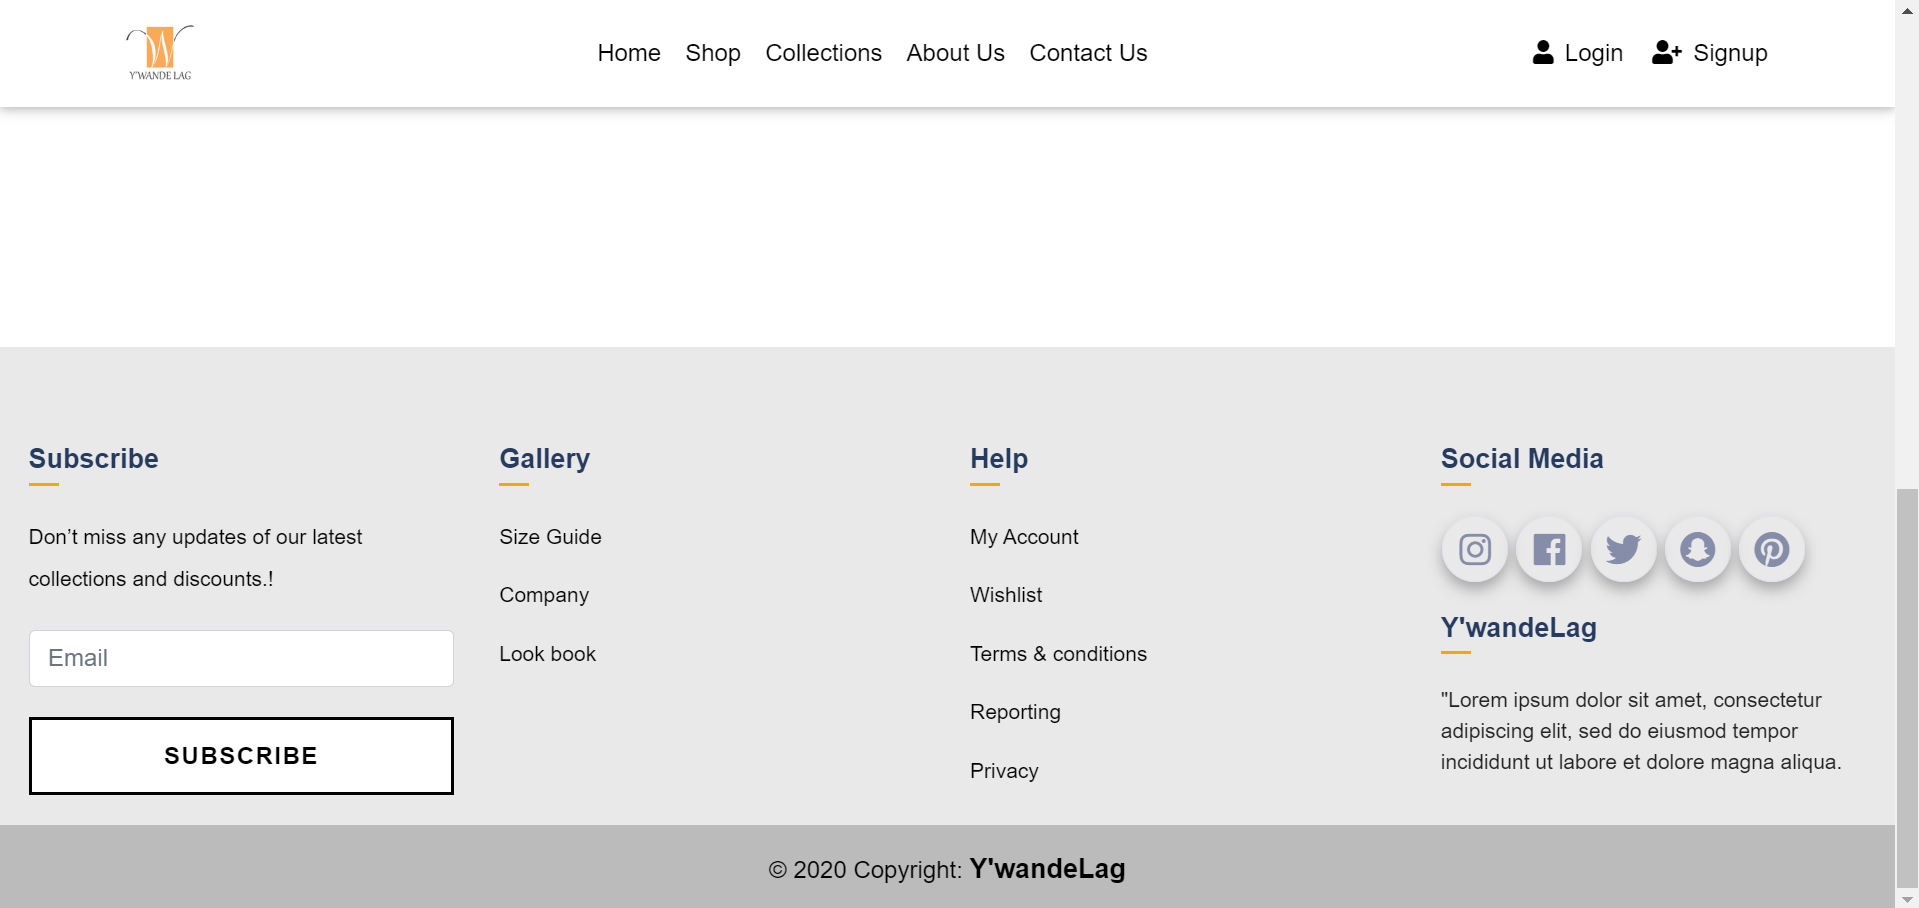 Y'WANDE LAG
Home Shop Collections About Us Contact Us
Login Signup
Subscribe
Don’t miss any updates of our latest
collections and discounts.!
Email
SUBSCRIBE
Gallery
Size Guide
Company
Look book
Help
My Account
Wishlist
Terms & conditions
Reporting
Privacy
Social Media
Y'wandeLag
"Lorem ipsum dolor sit amet, consectetur
adipiscing elit, sed do eiusmod tempor
incididunt ut labore et dolore magna aliqua.
© 2020 Copyright: Y'wandeLag